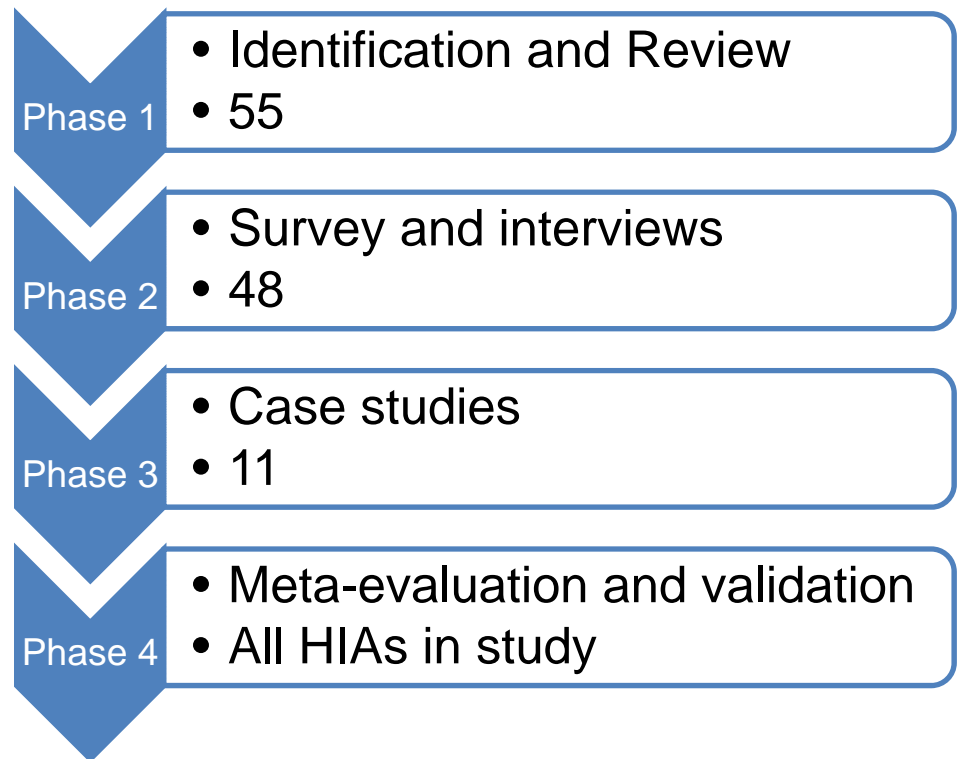 • Identification and Review
Phase 1 • 55
• Survey and interviews
Phase 2 • 48
• Case studies
Phase 3 • 11
• Meta-evaluation and validation
Phase 4 • All HIAs in study